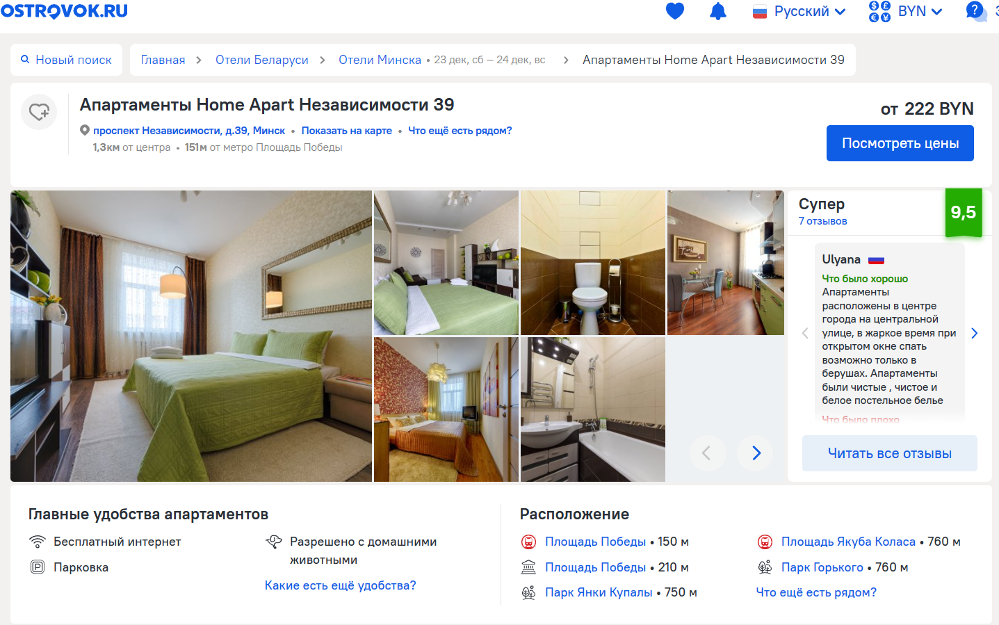 OSTROVOK.RU
Русский
BYN
Новый поиск
Главная
Отели Беларуси
Отели Минска • 23 дек, сб — 24 дек, вс
Апартаменты Home Apart Независимости 39
Апартаменты Home Apart Независимости 39
проспект Независимости, д.39, Минск • Показать на карте • Что ещё есть рядом?
1,3 км от центра • 151 м от метро Площадь Победы
от 222 BYN
Посмотреть цены
Супер
7 отзывов
9,5
Ulyana
Что было хорошо
Апартаменты
расположены в центре
города на центральной
улице, в жаркое время при
открытом окне спать
возможно только в
берушах. Апартаменты
были чистые , чистое и
белое постельное белье
Что было плохо
Читать все отзывы
Главные удобства апартаментов
Бесплатный интернет
Парковка
Разрешено с домашними
животными
Какие есть ещё удобства?
Расположение
Площадь Победы • 150 м
Площадь Победы • 210 м
Парк Янки Купалы • 750 м
Площадь Якуба Коласа • 760 м
Парк Горького • 760 м
Что ещё есть рядом?